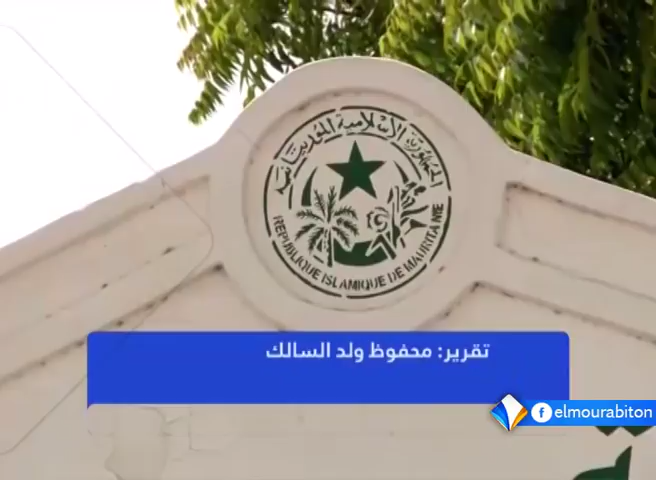 الجمهورية الإسلامية الموريتانية
REPUBLIQUE ISLAMIQUE DE MAURITANIE
تقرير: محفوظ ولد السالك
elmourabiton